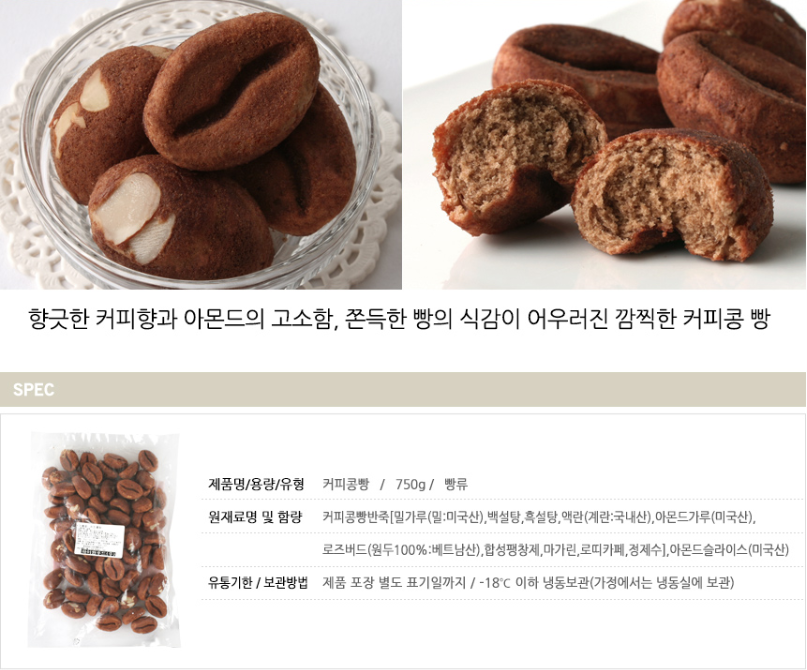 향긋한 커피향과 아몬드의 고소함, 쫀득한 빵의 식감이 어우러진 깜찍한 커피콩 빵
SPEC
제품명/용량/유형 커피콩빵 / 750g / 빵류
원재료명 및 함량 커피콩빵반죽[밀가루(밀:미국산),백설탕,흑설탕,액란(계란:국내산),아몬드가루(미국산),
로즈버드(원두100%:베트남산),합성팽창제,마가린,로띠카페,정제수],아몬드슬라이스(미국산)
유통기한 / 보관방법 제품 포장 별도 표기일까지 / -18℃ 이하 냉동보관(가정에서는 냉동실에 보관)